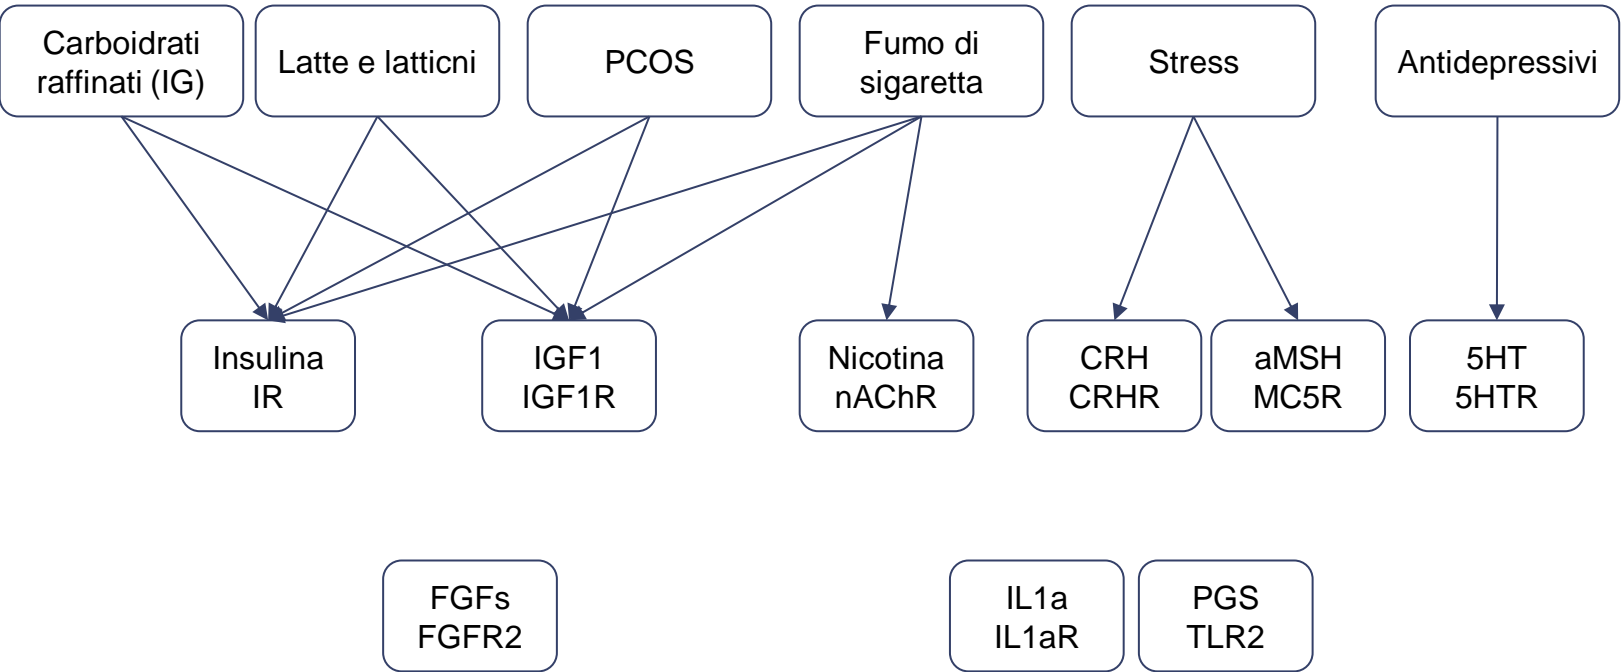 Carboidrati
raffinati (IG)
Latte e latticni
PCOS
Fumo di
sigaretta
Stress
Antidepressivi
Insulina
IR
IGF1
IGF1R
Nicotina
nAChR
CRH
CRHR
aMSH
MC5R
5HT
5HTR
FGFs
FGFR2
IL1a
IL1aR
PGS
TLR2